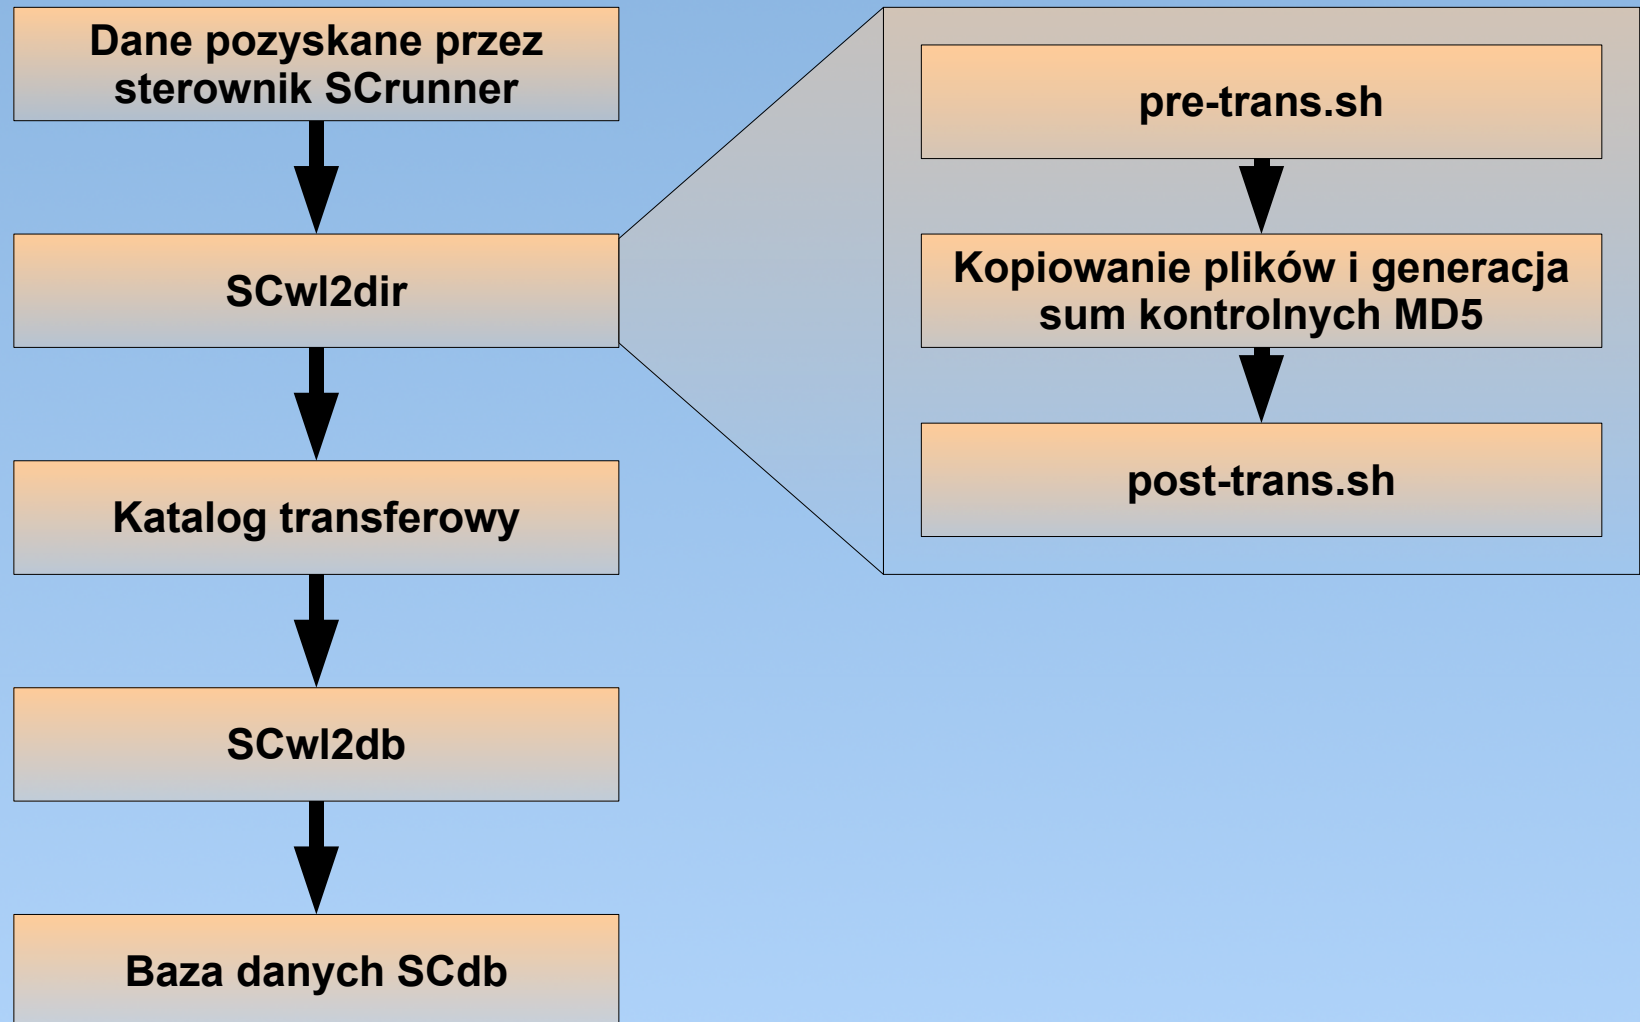 Dane pozyskane przez
sterownik SCrunner
SCwl2dir
Katalog transferowy
SCwl2db
Baza danych SCdb
pre-trans.sh
Kopiowanie plików i generacja
sum kontrolnych MD5
post-trans.sh